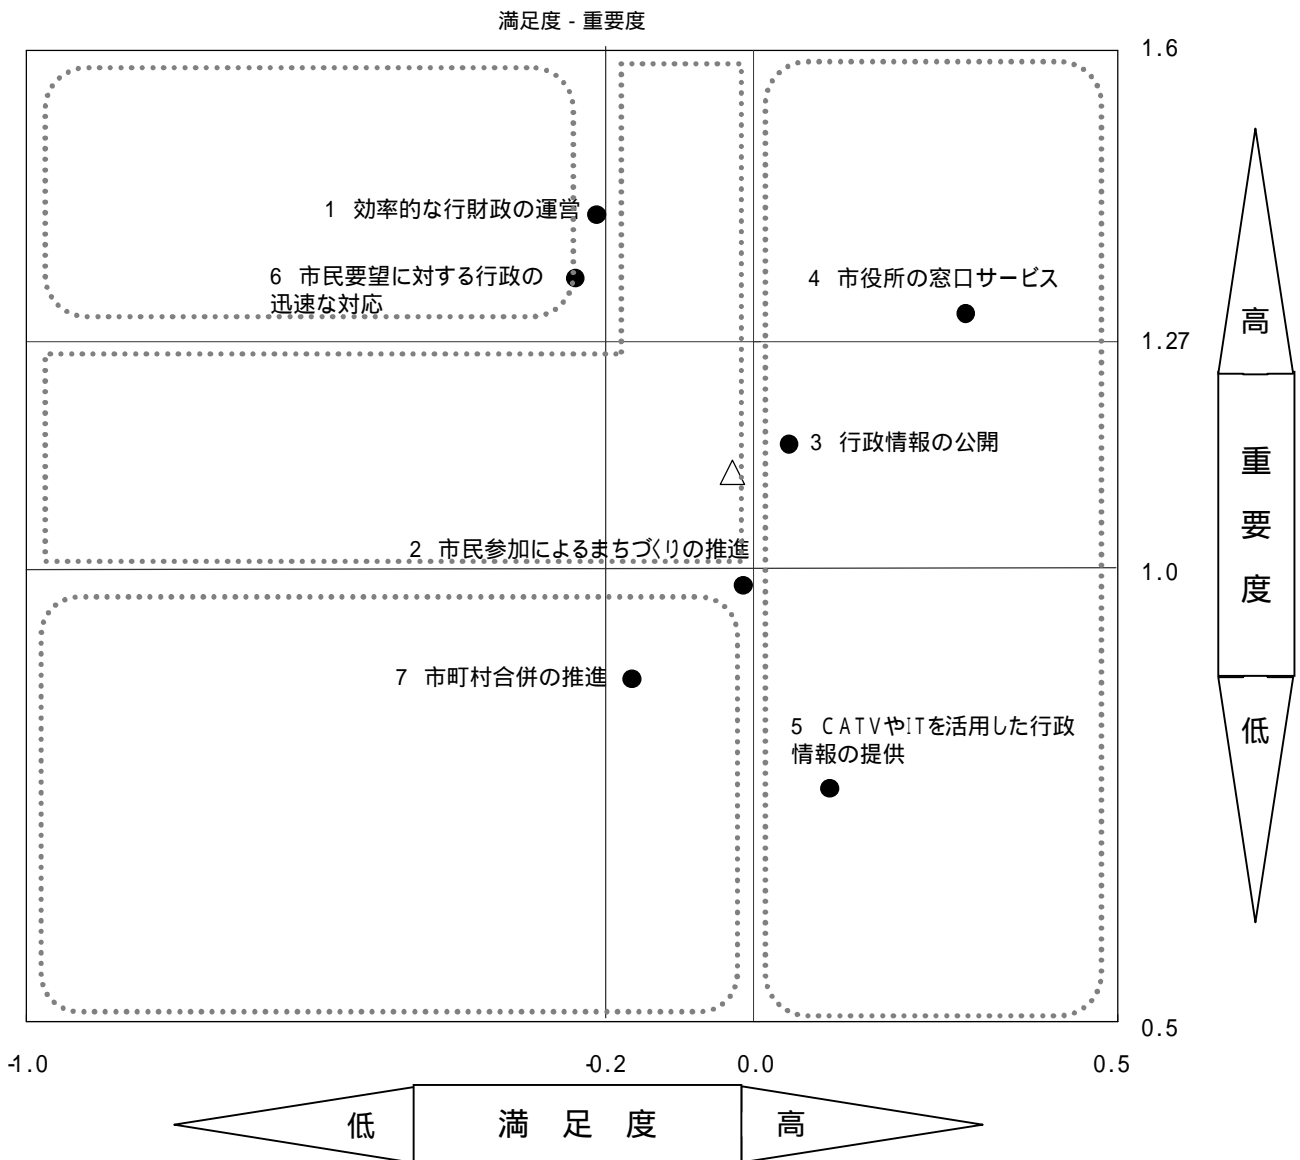 満足度 - 重要度
1.6
1 効率的な行財政の運営
6 市民要望に対する行政の
迅速な対応
4 市役所の窓口サービス
高
1.27
3 行政情報の公開
重
要
度
2 市民参加によるまちづくりの推進
1.0
7 市町村合併の推進
5 CATVやITを活用した行政
情報の提供
低
0.5
-1.0 -0.2 0.0 0.5
低 満 足 度 高